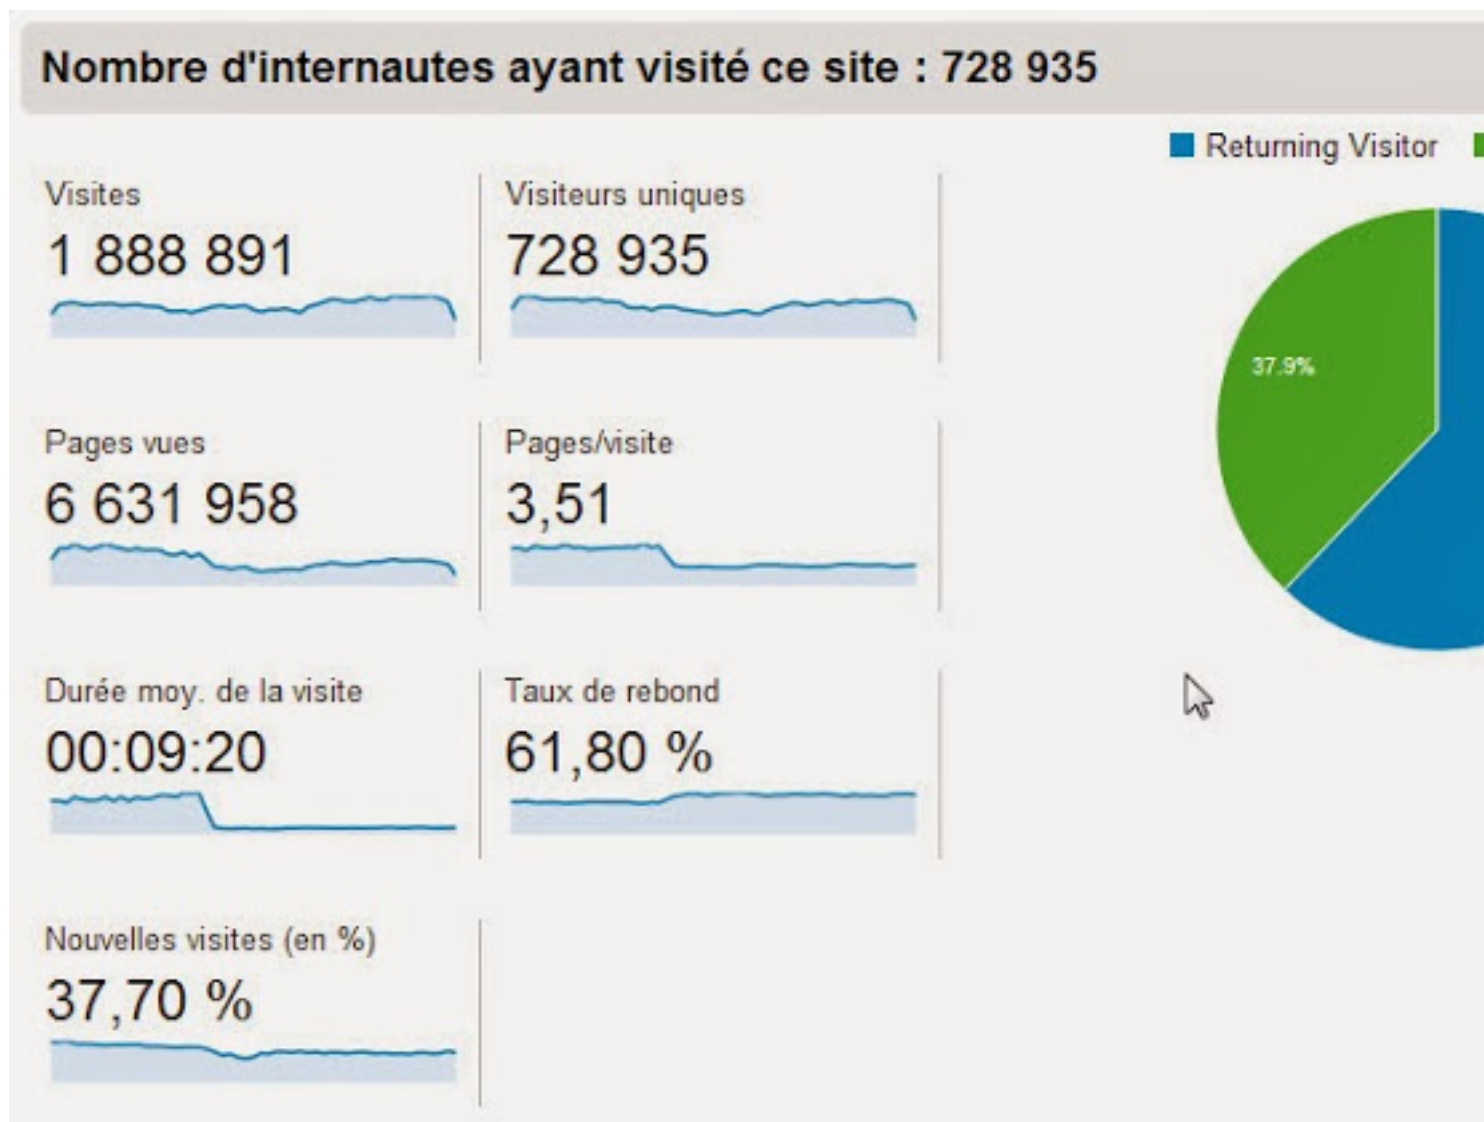 Nombre d'internautes ayant visité ce site : 728 935
Returning Visitor
Visites
1 888 891
Visiteurs uniques
728 935
37.9%
Pages vues
6 631 958
Pages/visite
3,51
Durée moy. de la visite
00:09:20
Taux de rebond
61,80 %
Nouvelles visites (en %)
37,70 %